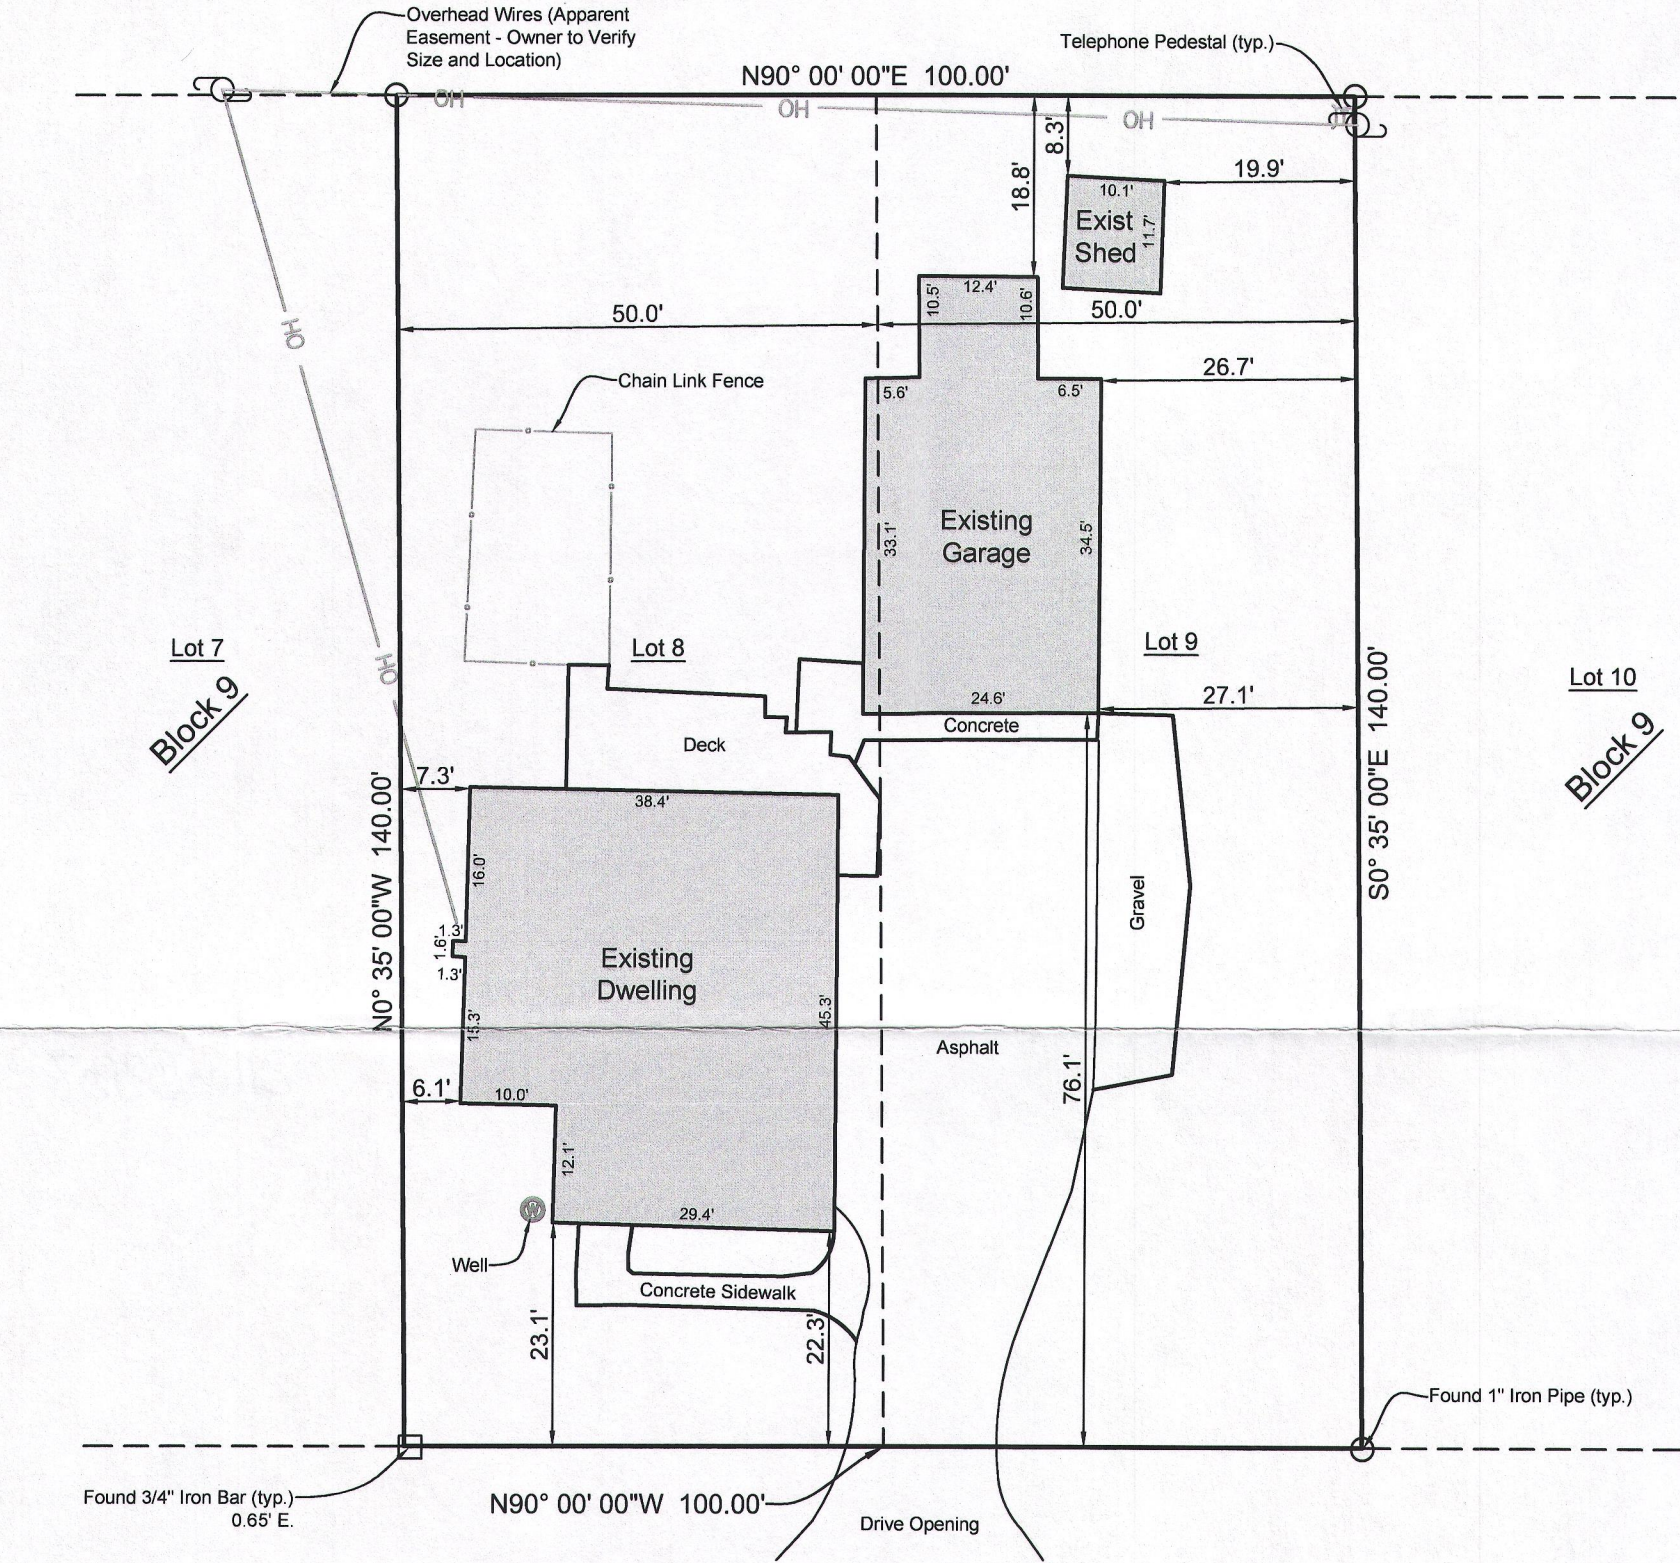 Overhead Wires (Apparent
Easement - Owner to Verify
Size and Location)
Telephone Pedestal (typ.)
N90° 00' 00"E 100.00'
OH
OH
OH
8.3'
18.8'
19.9'
10.1'
Exist
Shed
11.7'
OH
12.4'
10.5'
10.6'
50.0'
50.0'
26.7'
Chain Link Fence
5.6'
6.5'
Existing
Garage
33.1'
34.5'
Lot 7
Block 9
OH
Lot 8
Lot 9
Lot 10
Block 9
24.6'
27.1'
Concrete
Deck
7.3'
38.4'
N0° 35' 00"W 140.00'
S0° 35' 00"E 140.00'
16.0'
1.3'
1.6'
1.3'
Existing
Dwelling
Gravel
15.3'
45.3'
Asphalt
76.1'
6.1'
10.0'
12.1'
W
29.4'
Well
Concrete Sidewalk
23.1'
22.3'
Found 1" Iron Pipe (typ.)
Found 3/4" Iron Bar (typ.)
0.65' E.
N90° 00' 00"W 100.00'
Drive Opening